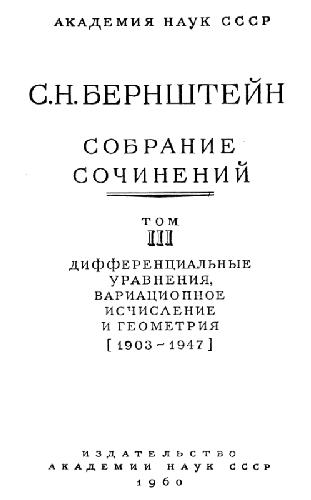 АКАДЕМИЯ НАУК СССР
С.Н.БЕРНШТЕЙН
СОБРАНИЕ
СОЧИНЕНИЙ
ТОМ
III
ДИФФЕРЕНЦИАЛЬНЫЕ
УРАВНЕНИЯ,
ВАРИАЦИОПНОЕ
ИСЧИСЛЕНИЕ
И ГЕОМЕТРИЯ
[1903-1947]
ИЗДАТЕЛЬСТВО
АКАДЕМИИ НАУК СССР
1960